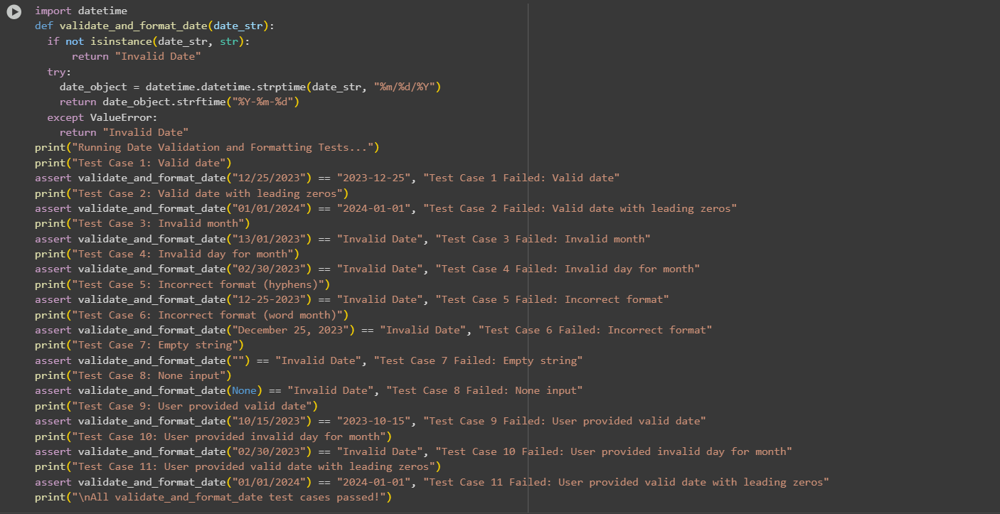 import datetime
def validate_and_format_date(date_str):
  if not isinstance(date_str, str):
      return "Invalid Date"
  try:
    date_object = datetime.datetime.strptime(date_str, "%m/%d/%Y")
    return date_object.strftime("%Y-%m-%d")
  except ValueError:
    return "Invalid Date"
print("Running Date Validation and Formatting Tests...")
print("Test Case 1: Valid date")
assert validate_and_format_date("12/25/2023") == "2023-12-25", "Test Case 1 Failed: Valid date"
print("Test Case 2: Valid date with leading zeros")
assert validate_and_format_date("01/01/2024") == "2024-01-01", "Test Case 2 Failed: Valid date with leading zeros"
print("Test Case 3: Invalid month")
assert validate_and_format_date("13/01/2023") == "Invalid Date", "Test Case 3 Failed: Invalid month"
print("Test Case 4: Invalid day for month")
assert validate_and_format_date("02/30/2023") == "Invalid Date", "Test Case 4 Failed: Invalid day for month"
print("Test Case 5: Incorrect format (hyphens)")
assert validate_and_format_date("12-25-2023") == "Invalid Date", "Test Case 5 Failed: Incorrect format"
print("Test Case 6: Incorrect format (word month)")
assert validate_and_format_date("December 25, 2023") == "Invalid Date", "Test Case 6 Failed: Incorrect format"
print("Test Case 7: Empty string")
assert validate_and_format_date("") == "Invalid Date", "Test Case 7 Failed: Empty string"
print("Test Case 8: None input")
assert validate_and_format_date(None) == "Invalid Date", "Test Case 8 Failed: None input"
print("Test Case 9: User provided valid date")
assert validate_and_format_date("10/15/2023") == "2023-10-15", "Test Case 9 Failed: User provided valid date"
print("Test Case 10: User provided invalid day for month")
assert validate_and_format_date("02/30/2023") == "Invalid Date", "Test Case 10 Failed: User provided invalid day for month"
print("Test Case 11: User provided valid date with leading zeros")
assert validate_and_format_date("01/01/2024") == "2024-01-01", "Test Case 11 Failed: User provided valid date with leading zeros"
print("\nAll validate_and_format_date test cases passed!")